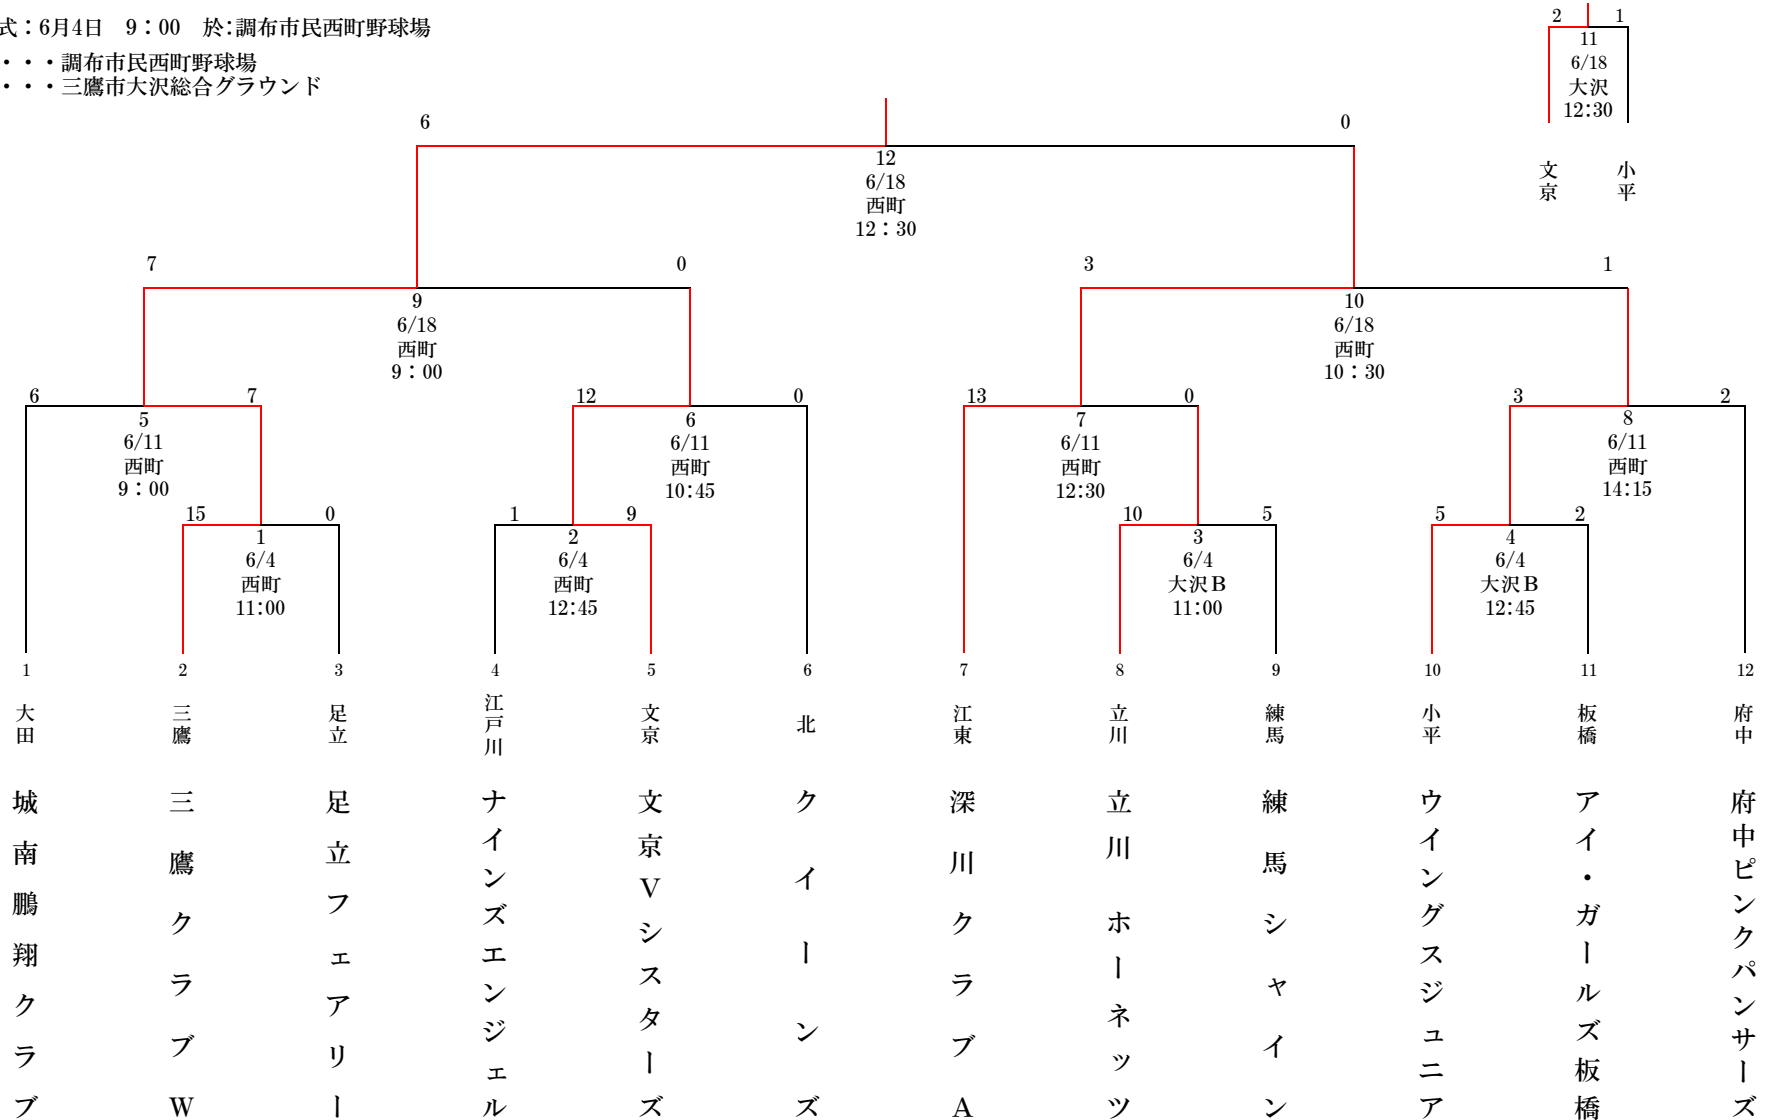 式：6月4日　9：00　於:調布市民西町野球場
・・・調布市民西町野球場
・・・三鷹市大沢総合グラウンド
2 1
11
6/18
大沢
12:30
文京
小平
6 0
12
6/18
西町
12：30
7 0
9
6/18
西町
9：00
3 1
10
6/18
西町
10：30
6 7
5
6/11
西町
9：00
12 0
6
6/11
西町
10:45
13 0
7
6/11
西町
12:30
3 2
8
6/11
西町
14:15
15 0
1
6/4
西町
11:00
1 9
2
6/4
西町
12:45
10 5
3
6/4
大沢B
11:00
5 2
4
6/4
大沢B
12:45
1
大田
城南鵬翔クラブ
2
三鷹
三鷹クラブW
3
足立
足立フェアリー
4
江戸川
ナインズエンジェル
5
文京
文京Vシスターズ
6
北
クイーンズ
7
江東
深川クラブA
8
立川
立川　ホーネッツ
9
練馬
練馬シャイン
10
小平
ウイングスジュニア
11
板橋
アイ・ガールズ板橋
12
府中
府中ピンクパンサーズ